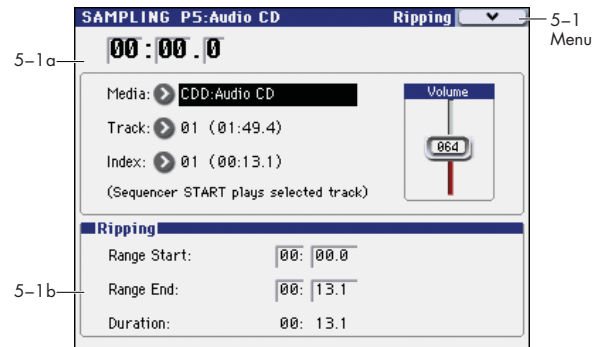 SAMPLING P5:Audio CD Ripping
5–1
Menu
5–1a
00:00.0
Media: CDD:Audio CD
Volume
Track: 01 (01:49.4)
064
Index: 01 (00:13.1)
(Sequencer START plays selected track)
Ripping
Range Start: 00: 00.0
5–1b
Range End: 00: 13.1
Duration: 00: 13.1